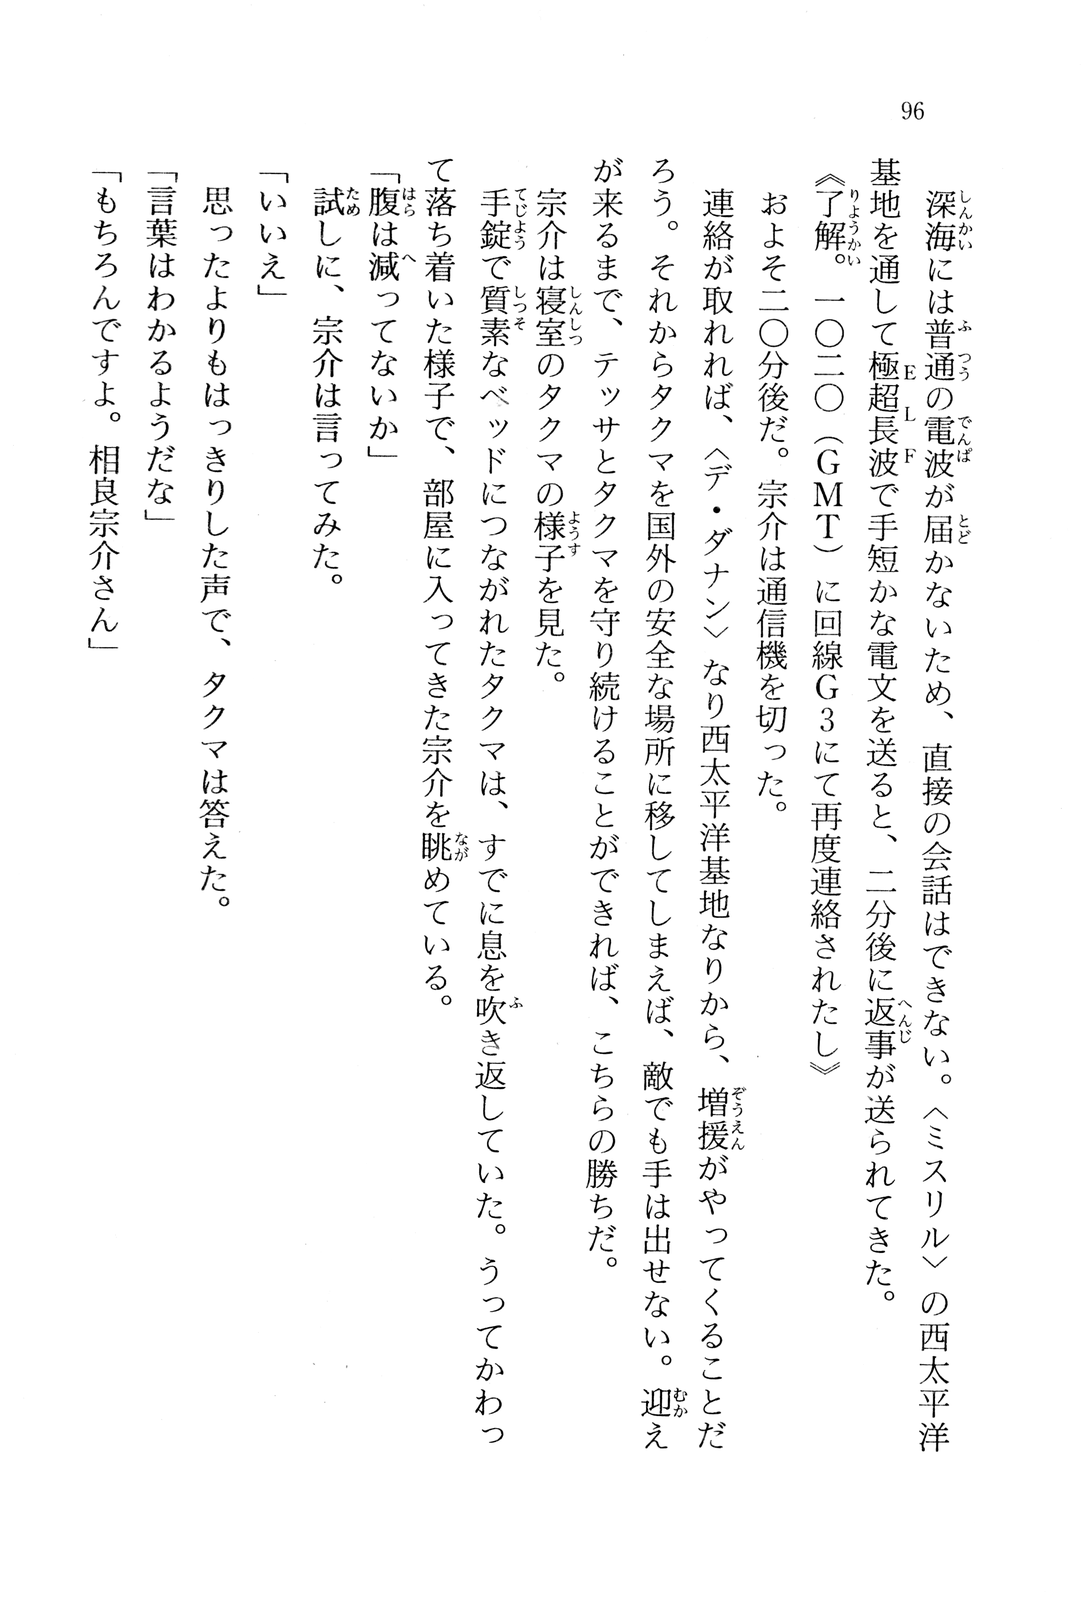 96
深海には普通の電波が届かないため、直接の会話はできない。〈ミスリル〉の西太平洋
基地を通して極超長波で手短かな電文を送ると、二分後に返事が送られてきた。
《了解。一〇二〇（ＧＭＴ）に回線Ｇ３にて再度連絡されたし》
およそ二〇分後だ。宗介は通信機を切った。
連絡が取れれば、〈デ・ダナン〉なり西太平洋基地なりから、増援がやってくることだ
ろう。それからタクマを国外の安全な場所に移してしまえば、敵でも手は出せない。迎え
が来るまで、テッサとタクマを守り続けることができれば、こちらの勝ちだ。
宗介は寝室のタクマの様子を見た。
手錠で質素なベッドにつながれたタクマは、すでに息を吹き返していた。うってかわっ
て落ち着いた様子で、部屋に入ってきた宗介を眺めている。
「腹は減ってないか」
試しに、宗介は言ってみた。
「いいえ」
思ったよりもはっきりした声で、タクマは答えた。
「言葉はわかるようだな」
「もちろんですよ。相良宗介さん」